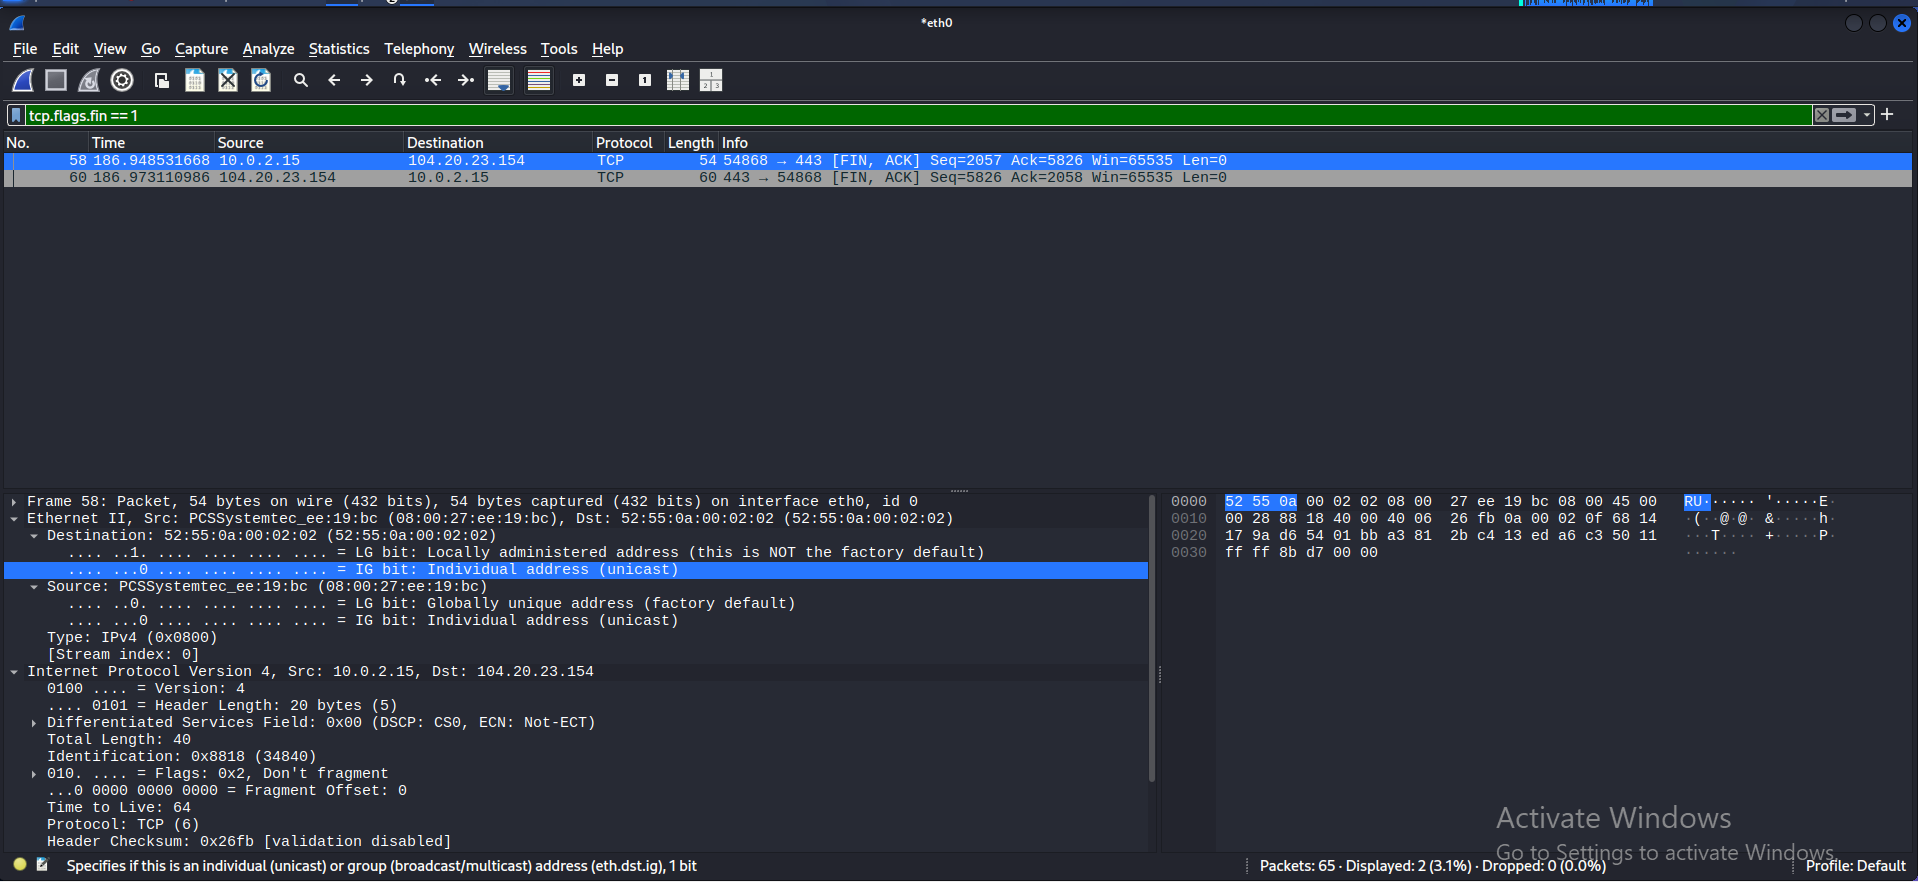 *eth0
File Edit View Go Capture Analyze Statistics Telephony Wireless Tools Help
tcp.flags.fin == 1
No. Time Source Destination Protocol Length Info
58 186.948531668 10.0.2.15 104.20.23.154 TCP 54 54868 → 443 [FIN, ACK] Seq=2057 Ack=5826 Win=65535 Len=0
60 186.973110986 104.20.23.154 10.0.2.15 TCP 60 443 → 54868 [FIN, ACK] Seq=5826 Ack=2058 Win=65535 Len=0
Frame 58: Packet, 54 bytes on wire (432 bits), 54 bytes captured (432 bits) on interface eth0, id 0
Ethernet II, Src: PCSSystemtec_ee:19:bc (08:00:27:ee:19:bc), Dst: 52:55:0a:00:02:02 (52:55:0a:00:02:02)
Destination: 52:55:0a:00:02:02 (52:55:0a:00:02:02)
.... ..1. .... .... .... .... = LG bit: Locally administered address (this is NOT the factory default)
.... ...0 .... .... .... .... = IG bit: Individual address (unicast)
Source: PCSSystemtec_ee:19:bc (08:00:27:ee:19:bc)
.... ..0. .... .... .... .... = LG bit: Globally unique address (factory default)
.... ...0 .... .... .... .... = IG bit: Individual address (unicast)
Type: IPv4 (0x0800)
[Stream index: 0]
Internet Protocol Version 4, Src: 10.0.2.15, Dst: 104.20.23.154
0100 .... = Version: 4
.... 0101 = Header Length: 20 bytes (5)
Differentiated Services Field: 0x00 (DSCP: CS0, ECN: Not-ECT)
Total Length: 40
Identification: 0x8818 (34840)
010. .... = Flags: 0x2, Don't fragment
...0 0000 0000 0000 = Fragment Offset: 0
Time to Live: 64
Protocol: TCP (6)
Header Checksum: 0x26fb [validation disabled]
0000 52 55 0a 00 02 02 08 00 27 ee 19 bc 08 00 45 00 RU······ '·····E·
0010 00 28 88 18 40 00 40 06 26 fb 0a 00 02 0f 68 14 ·(··@·@· &·····h·
0020 17 9a d6 54 01 bb a3 81 2b c4 13 ed a6 c3 50 11 ···T···· +·····P·
0030 ff ff 8b d7 00 00 ······
Activate Windows
Go to Settings to activate Windows.
Specifies if this is an individual (unicast) or group (broadcast/multicast) address (eth.dst.ig), 1 bit
Packets: 65 · Displayed: 2 (3.1%) · Dropped: 0 (0.0%)
Profile: Default